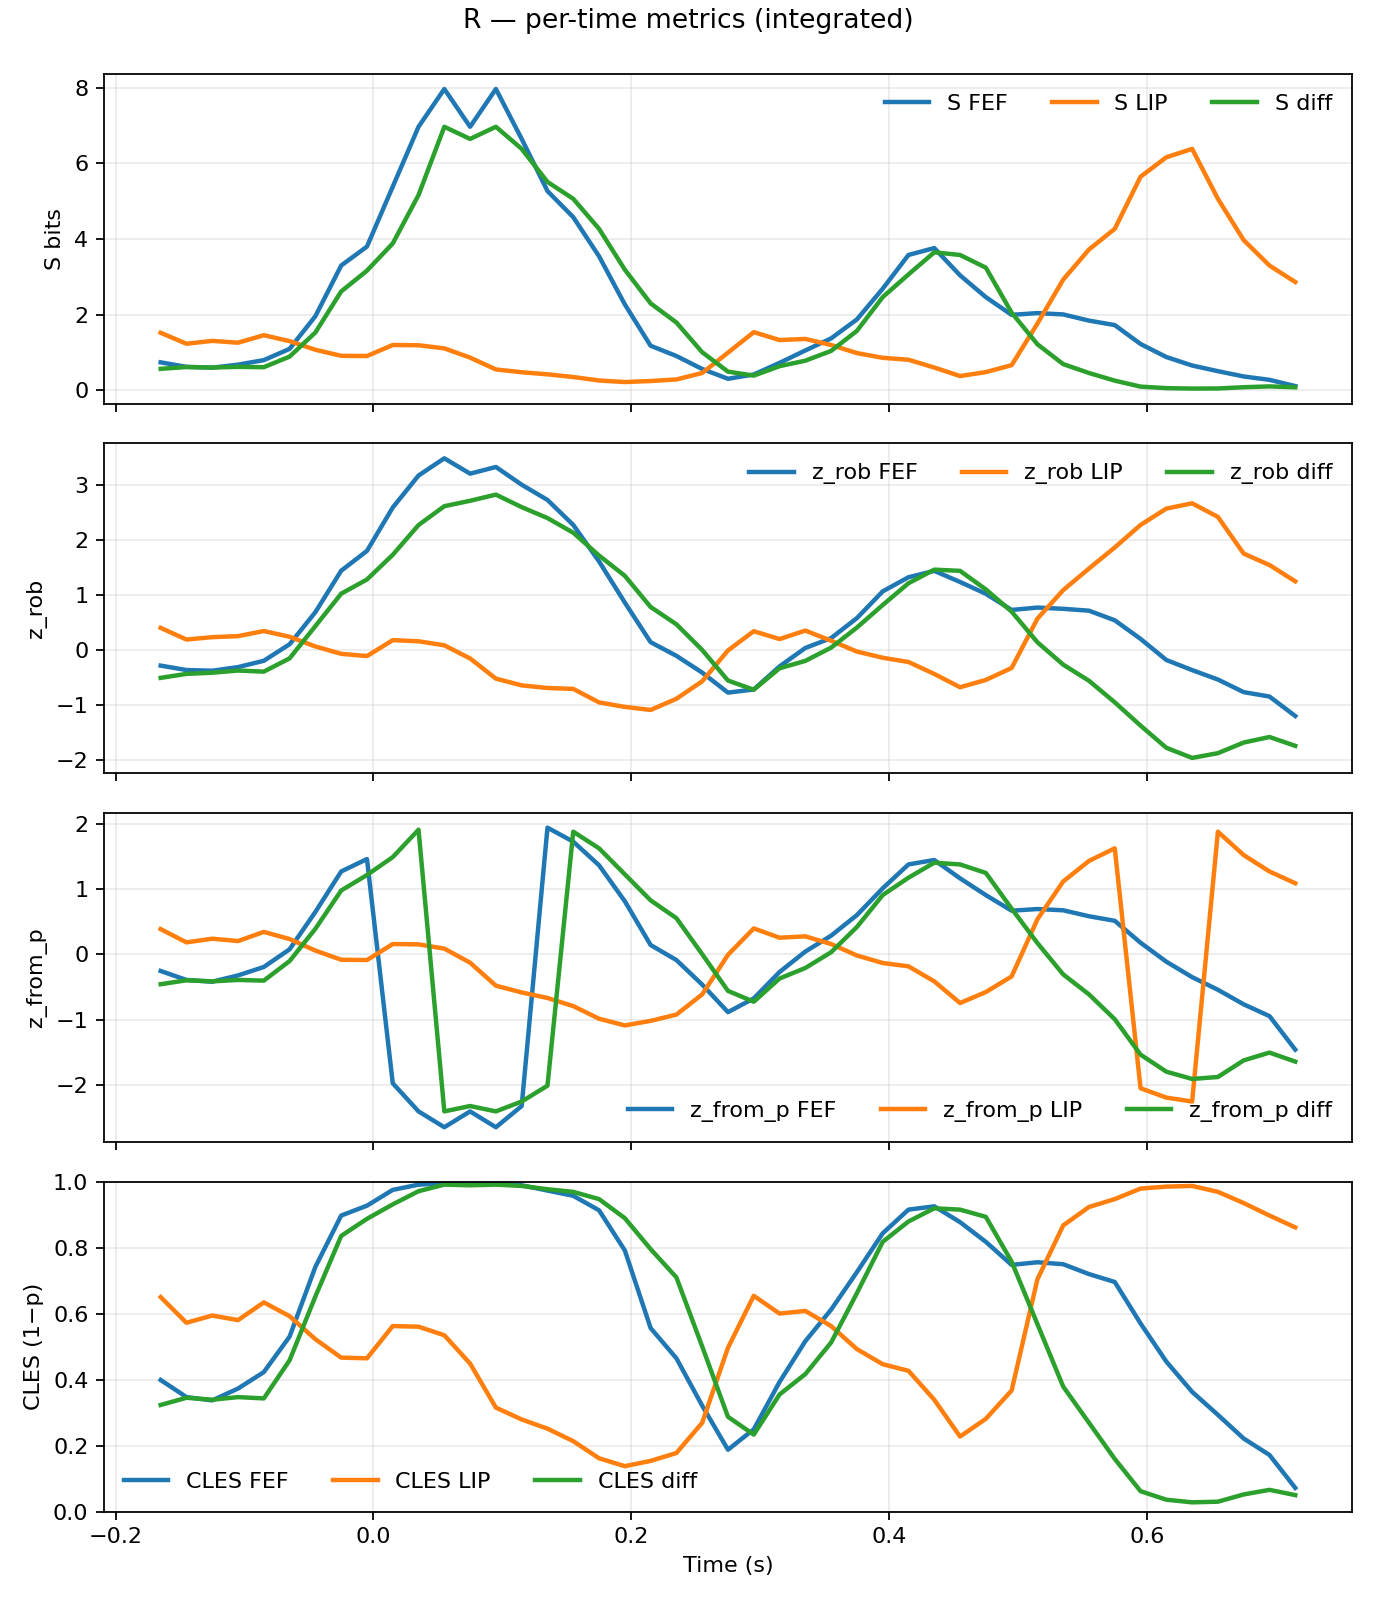 R — per-time metrics (integrated)
S bits
8
6
4
2
0
S FEF S LIP S diff
z_rob
3
2
1
0
−1
−2
z_rob FEF z_rob LIP z_rob diff
z_from_p
2
1
0
−1
−2
z_from_p FEF z_from_p LIP z_from_p diff
CLES (1−p)
1.0
0.8
0.6
0.4
0.2
0.0
CLES FEF CLES LIP CLES diff
−0.2 0.0 0.2 0.4 0.6
Time (s)